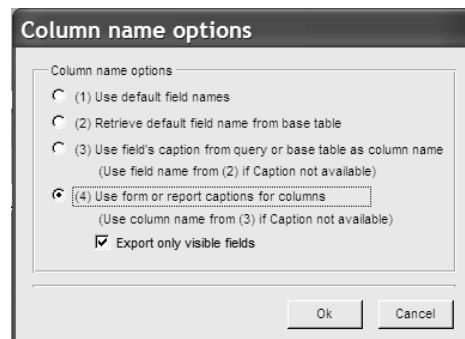 Column name options
Column name options
(1) Use default field names
(2) Retrieve default field name from base table
(3) Use field's caption from query or base table as column name
(Use field name from (2) if Caption not available)
(4) Use form or report captions for columns
(Use column name from (3) if Caption not available)
Export only visible fields
Ok Cancel